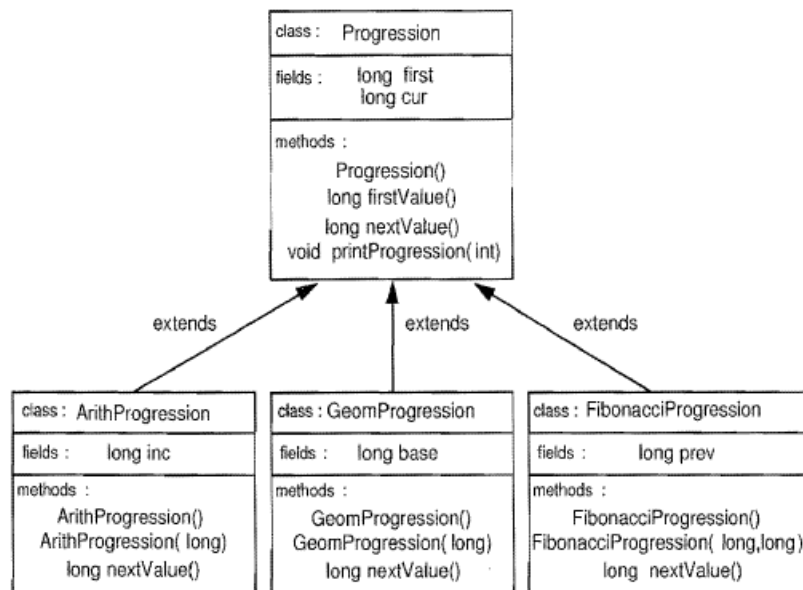 class : Progression
fields : long first
long cur
methods :
Progression()
long firstValue()
long nextValue()
void printProgression( int)
extends
extends
extends
class : ArithProgression
fields : long inc
methods :
ArithProgression()
ArithProgression( long)
long nextValue()
class : GeomProgression
fields : long base
methods :
GeomProgression()
GeomProgression( long)
long nextValue()
class : FibonacciProgression
fields : long prev
methods :
FibonacciProgression()
FibonacciProgression( long,long)
long nextValue()